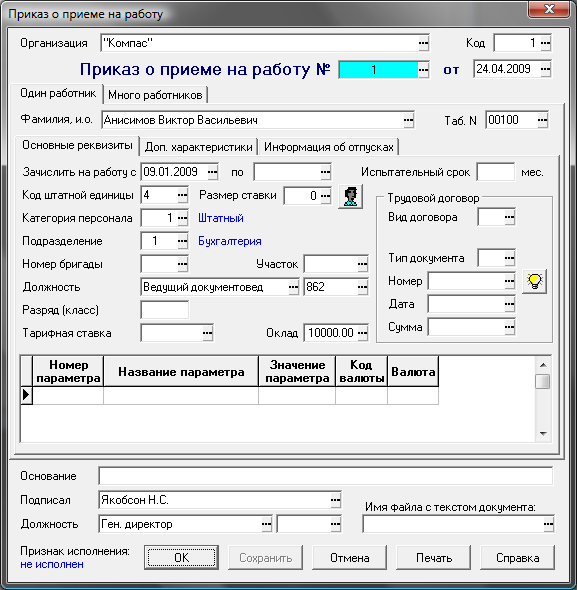 Приказ о приеме на работу
Организация "Компас" ... Код 1 ...
Приказ о приеме на работу № 1 ... от 24.04.2009 ...
Один работник Много работников
Фамилия, и.о. Анисимов Виктор Васильевич ... Таб. N 00100 ...
Основные реквизиты Доп. характеристики Информация об отпусках
Зачислить на работу с 09.01.2009 ... по ... Испытательный срок мес.
Код штатной единицы 4 ... Размер ставки 0 ... Трудовой договор
Категория персонала 1 ... Штатный Вид договора ...
Подразделение 1 ... Бухгалтерия
Номер бригады ... Участок ... Тип документа ...
Должность Ведущий документовед ... 862 ... Номер ...
Разряд (класс) Дата ...
Тарифная ставка ... Оклад 10000.00 ... Сумма ...
Номер параметра Название параметра Значение параметра Код валюты Валюта
Основание
Подписал Якобсон Н.С. ... Имя файла с текстом документа:
Должность Ген. директор ... ... ...
Признак исполнения:
не исполнен
OK Сохранить Отмена Печать Справка